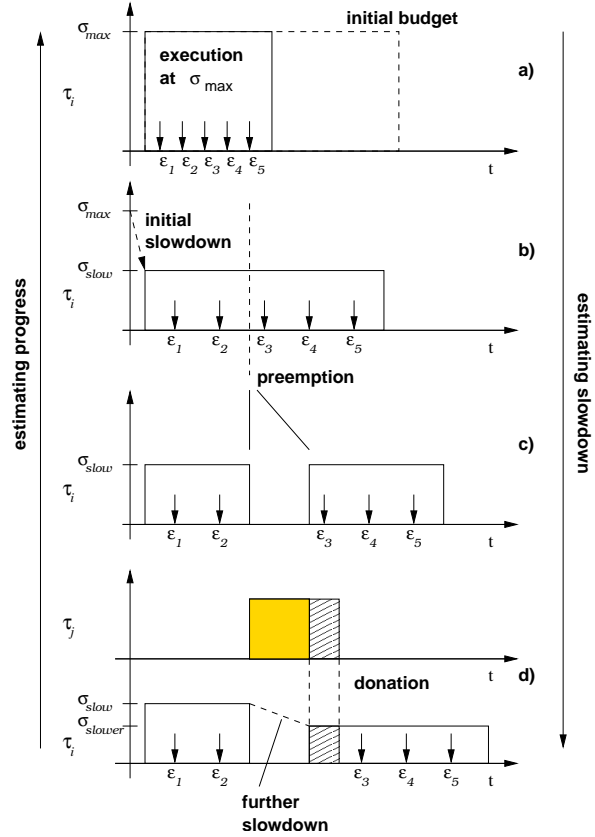 σmax
initial budget
execution
at σmax
a)
τi
ε1 ε2 ε3 ε4 ε5
t
σmax
initial
slowdown
b)
σslow
τi
ε1 ε2 ε3 ε4 ε5
t
preemption
c)
σslow
τi
ε1 ε2 ε3 ε4 ε5
t
τj
t
donation
d)
σslow
σslower
τi
ε1 ε2 ε3 ε4 ε5
t
further
slowdown
estimating progress
estimating slowdown